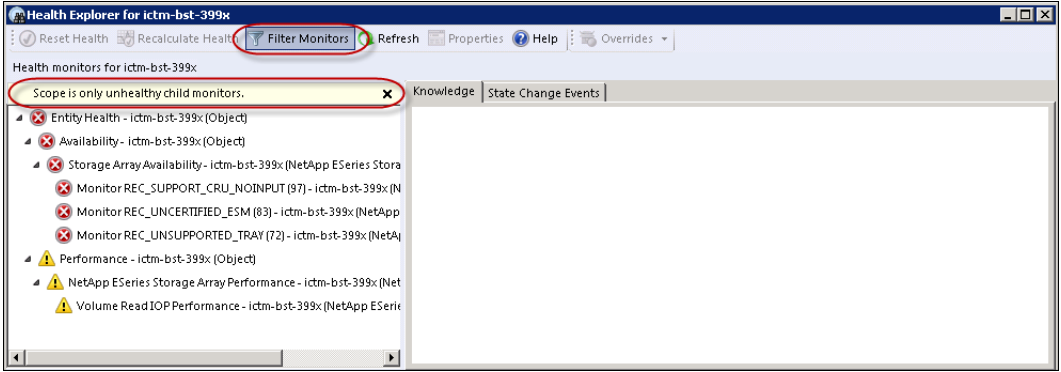 Health Explorer for ictm-bst-399x
Reset Health Recalculate Health Filter Monitors Refresh Properties Help Overrides
Health monitors for ictm-bst-399x
Scope is only unhealthy child monitors. x
Knowledge State Change Events
Entity Health - ictm-bst-399x (Object)
Availability - ictm-bst-399x (Object)
Storage Array Availability - ictm-bst-399x (NetApp ESeries Stora
Monitor REC_SUPPORT_CRU_NOINPUT (97) - ictm-bst-399x (N
Monitor REC_UNCERTIFIED_ESM (83) - ictm-bst-399x (NetApp
Monitor REC_UNSUPPORTED_TRAY (72) - ictm-bst-399x (NetA
Performance - ictm-bst-399x (Object)
NetApp ESeries Storage Array Performance - ictm-bst-399x (Net
Volume Read IOP Performance - ictm-bst-399x (NetApp ESerie